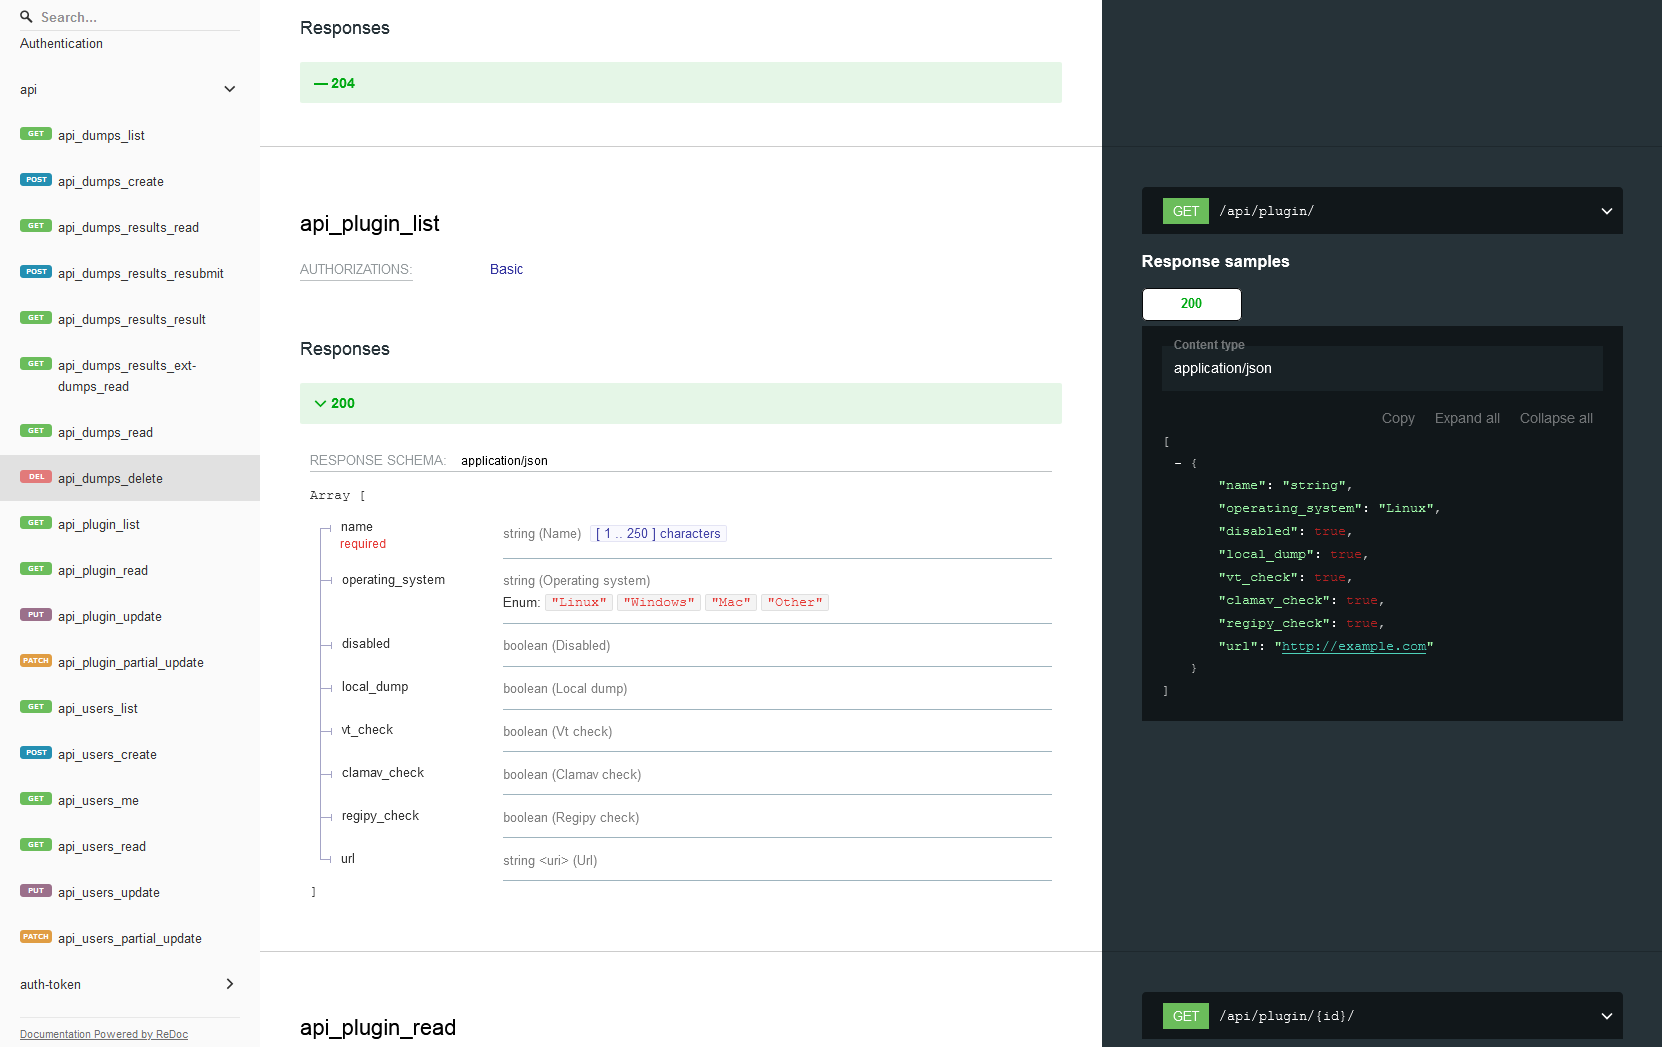 Search...
Authentication
api
GET api_dumps_list
POST api_dumps_create
GET api_dumps_results_read
POST api_dumps_results_resubmit
GET api_dumps_results_result
GET api_dumps_results_ext-
dumps_read
GET api_dumps_read
DEL api_dumps_delete
GET api_plugin_list
GET api_plugin_read
PUT api_plugin_update
PATCH api_plugin_partial_update
GET api_users_list
POST api_users_create
GET api_users_me
GET api_users_read
PUT api_users_update
PATCH api_users_partial_update
auth-token
Documentation Powered by ReDoc
Responses
— 204
api_plugin_list
AUTHORIZATIONS: Basic
Responses
200
RESPONSE SCHEMA: application/json
Array [
name
required
string (Name) [ 1 .. 250 ] characters
operating_system
string (Operating system)
Enum: "Linux" "Windows" "Mac" "Other"
disabled boolean (Disabled)
local_dump boolean (Local dump)
vt_check boolean (Vt check)
clamav_check boolean (Clamav check)
regipy_check boolean (Regipy check)
url string <uri> (Url)
]
api_plugin_read
GET /api/plugin/
Response samples
200
Content type
application/json
Copy Expand all Collapse all
[
– {
"name": "string",
"operating_system": "Linux",
"disabled": true,
"local_dump": true,
"vt_check": true,
"clamav_check": true,
"regipy_check": true,
"url": "http://example.com"
}
]
GET /api/plugin/{id}/